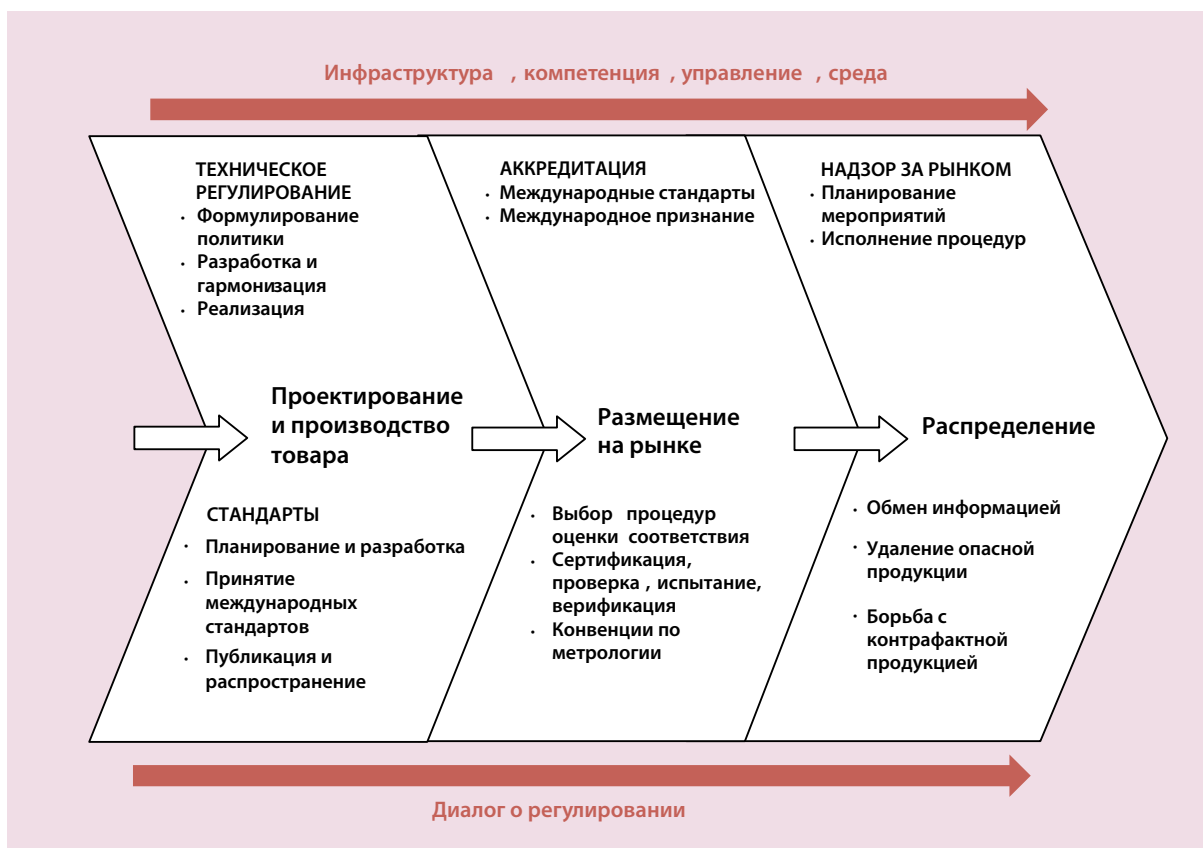 Инфраструктура , компетенция , управление , среда
ТЕХНИЧЕСКОЕ
РЕГУЛИРОВАНИЕ
· Формулирование
политики
· Разработка и
гармонизация
· Реализация
Проектирование
и производство
товара
СТАНДАРТЫ
· Планирование и разработка
· Принятие
международных
стандартов
· Публикация и
распространение
АККРЕДИТАЦИЯ
· Международные стандарты
· Международное признание
Размещение
на рынке
· Выбор процедур
оценки соответствия
· Сертификация,
проверка , испытание,
верификация
· Конвенции по
метрологии
НАДЗОР ЗА РЫНКОМ
· Планирование
мероприятий
· Исполнение процедур
Распределение
· Обмен информацией
· Удаление опасной
продукции
· Борьба с
контрафактной
продукцией
Диалог о регулировании